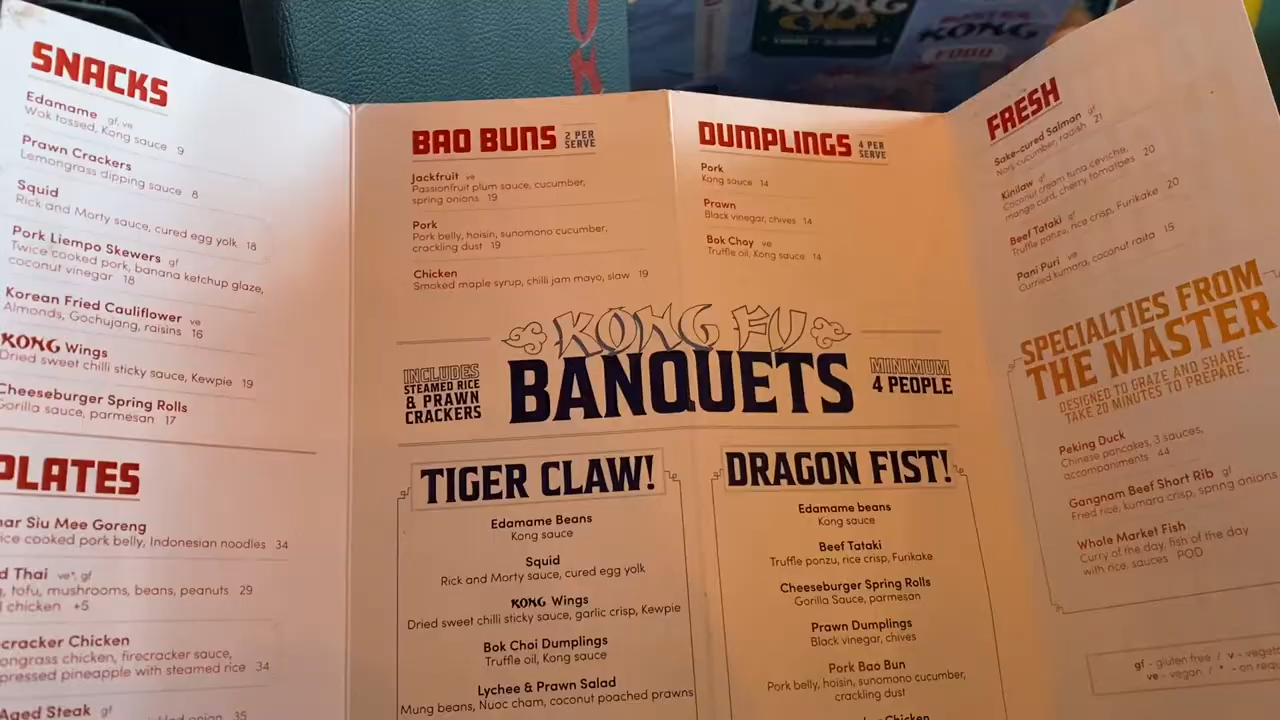 KONG
KONG
FOOD
SNACKS
Edamame gf, ve
Wok tossed, Kong sauce 9
Prawn Crackers
Lemongrass dipping sauce 8
Squid
Rick and Morty sauce, cured egg yolk 18
Pork Liempo Skewers gf
Twice cooked pork, banana ketchup glaze,
coconut vinegar 18
Korean Fried Cauliflower ve
Almonds, Gochujang, raisins 16
KONG Wings
Dried sweet chilli sticky sauce, Kewpie 19
Cheeseburger Spring Rolls
Gorilla sauce, parmesan 17
PLATES
Siu Mee Goreng
cooked pork belly, Indonesian noodles 34
Thai ve*, gf
tofu, mushrooms, beans, peanuts 29
chicken +5
Chicken
chicken, firecracker sauce,
pineapple with steamed rice 34
Aged Steak gf
onion 35
BAO BUNS 2 PER SERVE
Jackfruit ve
Passionfruit plum sauce, cucumber,
spring onions 19
Pork
Pork belly, hoisin, sunomono cucumber,
crackling dust 19
Chicken
Smoked maple syrup, chilli jam mayo, slaw 19
DUMPLINGS 4 PER SERVE
Pork
Kong sauce 14
Prawn
Black vinegar, chives 14
Bok Choy ve
Truffle oil, Kong sauce 14
KONG FU
BANQUETS
INCLUDES
STEAMED RICE
& PRAWN
CRACKERS
MINIMUM
4 PEOPLE
TIGER CLAW!
Edamame Beans
Kong sauce
Squid
Rick and Morty sauce, cured egg yolk
KONG Wings
Dried sweet chilli sticky sauce, garlic crisp, Kewpie
Bok Choi Dumplings
Truffle oil, Kong sauce
Lychee & Prawn Salad
Mung beans, Nuoc cham, coconut poached prawns
DRAGON FIST!
Edamame beans
Kong sauce
Beef Tataki
Truffle ponzu, rice crisp, Furikake
Cheeseburger Spring Rolls
Gorilla Sauce, parmesan
Prawn Dumplings
Black vinegar, chives
Pork Bao Bun
Pork belly, hoisin, sunomono cucumber,
crackling dust
Chicken
FRESH
Sake-cured Salmon gf
Nori, cucumber, radish 21
Kinilaw gf
Coconut cream tuna ceviche,
mango curd, cherry tomatoes 20
Beef Tataki gf
Truffle ponzu, rice crisp, Furikake 20
Pani Puri ve
Curried kumara, coconut raita 15
SPECIALTIES FROM
THE MASTER
DESIGNED TO GRAZE AND SHARE.
TAKE 20 MINUTES TO PREPARE.
Peking Duck
Chinese pancakes, 3 sauces,
accompaniments 44
Gangnam Beef Short Rib gf
Fried rice, kumara crisp, spring onions
Whole Market Fish
Curry of the day, fish of the day
with rice, sauces POD
gf - gluten free / v -
ve - vegan / * - on